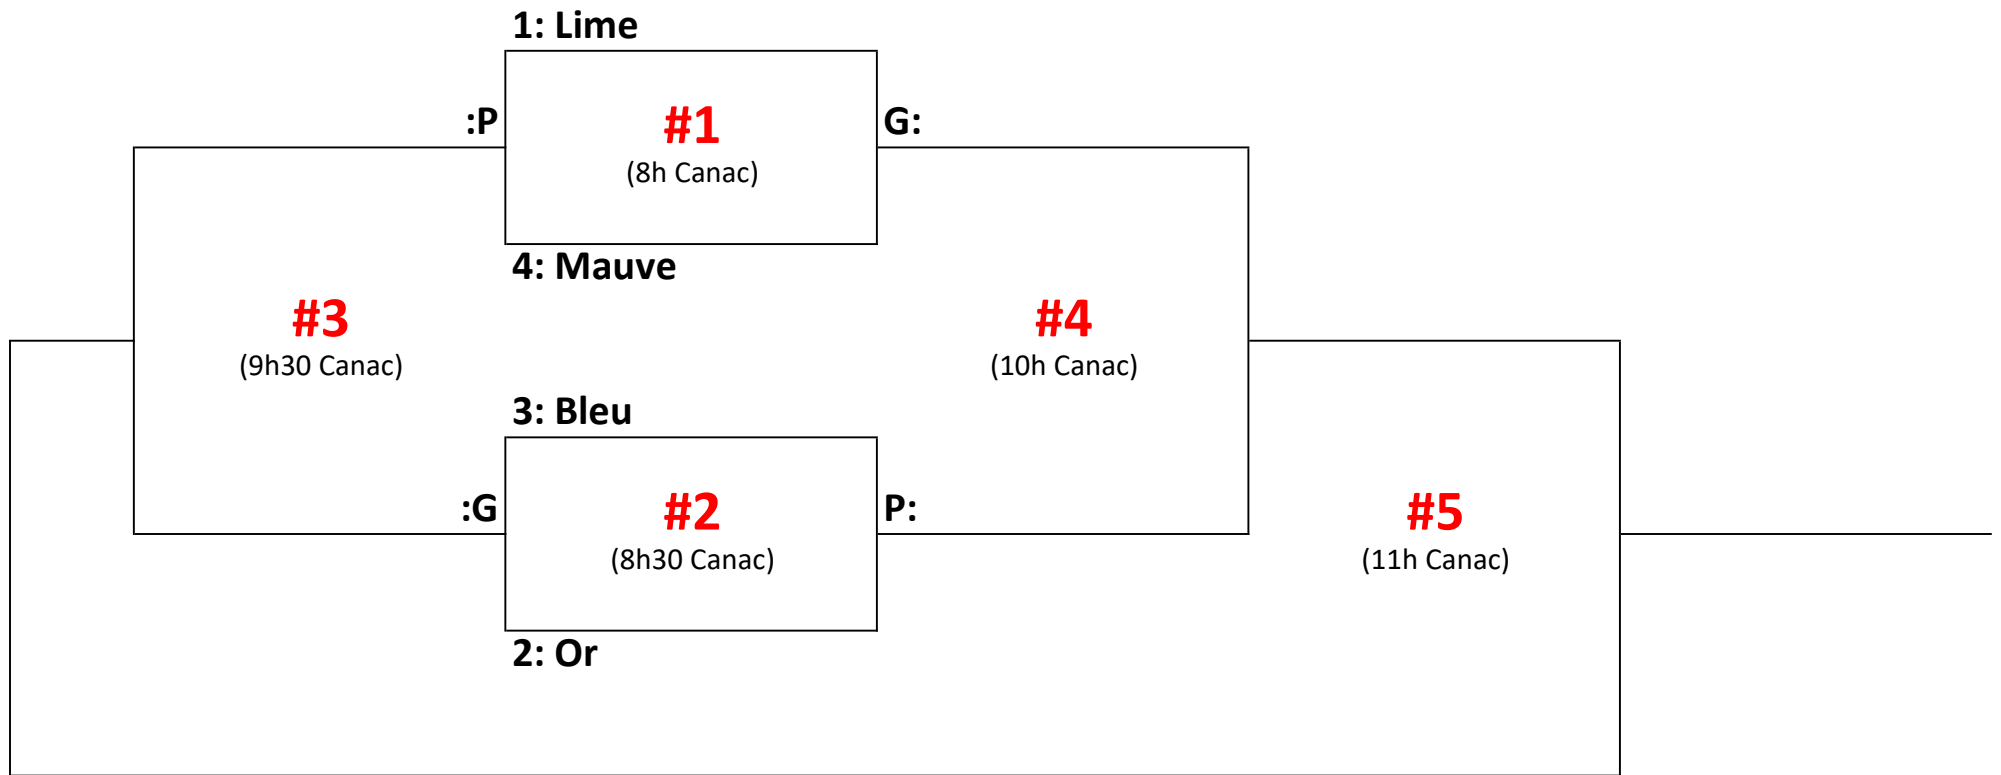 1: Lime
:P
#1
G:
(8h Canac)
4: Mauve
#3
#4
(9h30 Canac)
(10h Canac)
3: Bleu
:G
#2
P:
#5
(8h30 Canac)
(11h Canac)
2: Or